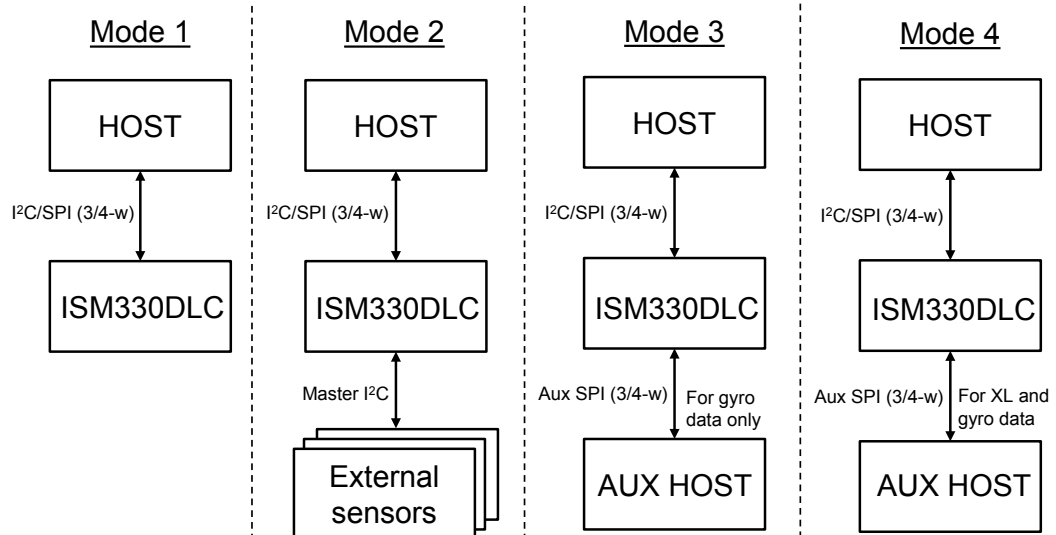 Mode 1
HOST
I²C/SPI (3/4-w)
ISM330DLC
Mode 2
HOST
I²C/SPI (3/4-w)
ISM330DLC
Master I²C
External
sensors
Mode 3
HOST
I²C/SPI (3/4-w)
ISM330DLC
Aux SPI (3/4-w)
For gyro
data only
AUX HOST
Mode 4
HOST
I²C/SPI (3/4-w)
ISM330DLC
Aux SPI (3/4-w)
For XL and
gyro data
AUX HOST